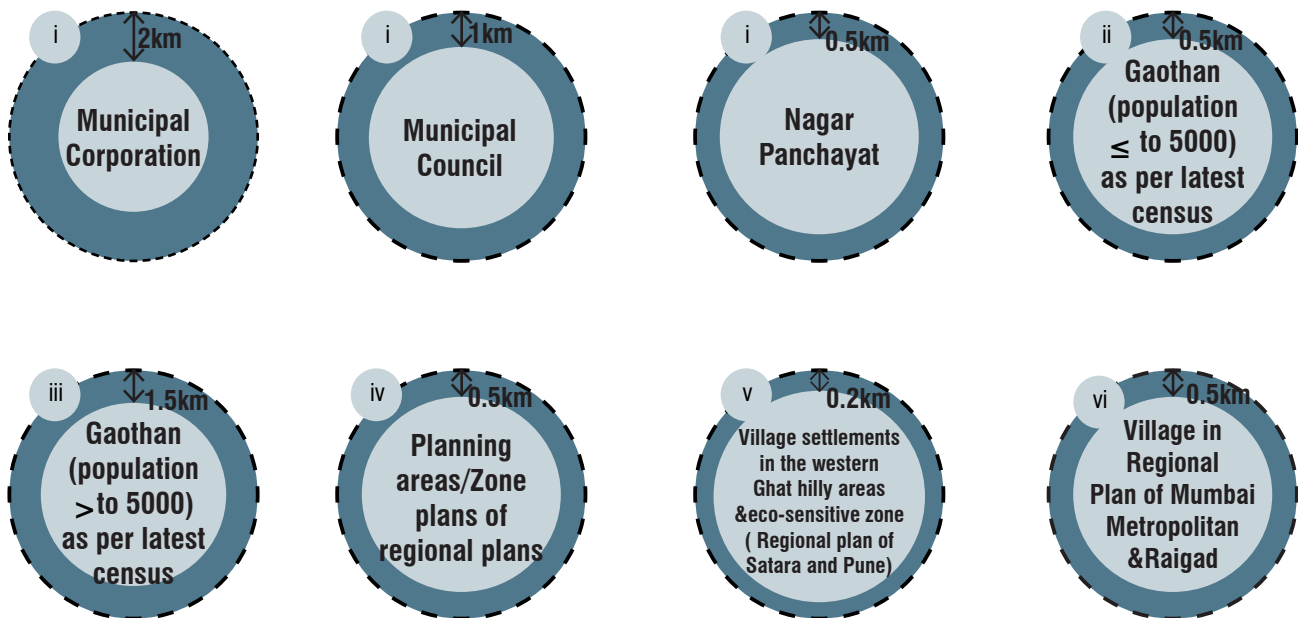 i
2km
Municipal
Corporation
i
1km
Municipal
Council
i
0.5km
Nagar
Panchayat
ii
0.5km
Gaothan
(population
≤ to 5000)
as per latest
census
iii
1.5km
Gaothan
(population
> to 5000)
as per latest
census
iv
0.5km
Planning
areas/Zone
plans of
regional plans
v
0.2km
Village settlements
in the western
Ghat hilly areas
&eco-sensitive zone
( Regional plan of
Satara and Pune)
vi
0.5km
Village in
Regional
Plan of Mumbai
Metropolitan
&Raigad